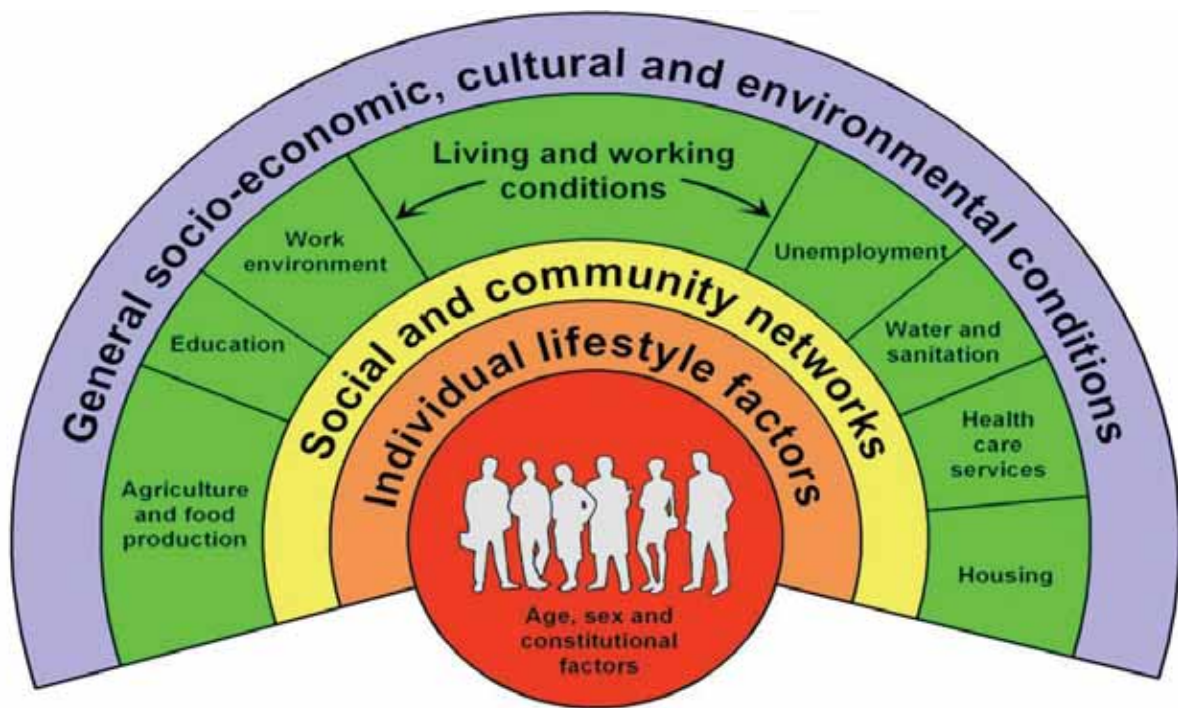 General socio-economic, cultural and environmental conditions
Living and working
conditions
Work
environment
Unemployment
Education
Water and
sanitation
Agriculture
and food
production
Health
care
services
Housing
Social and community networks
Individual lifestyle factors
Age, sex and
constitutional
factors